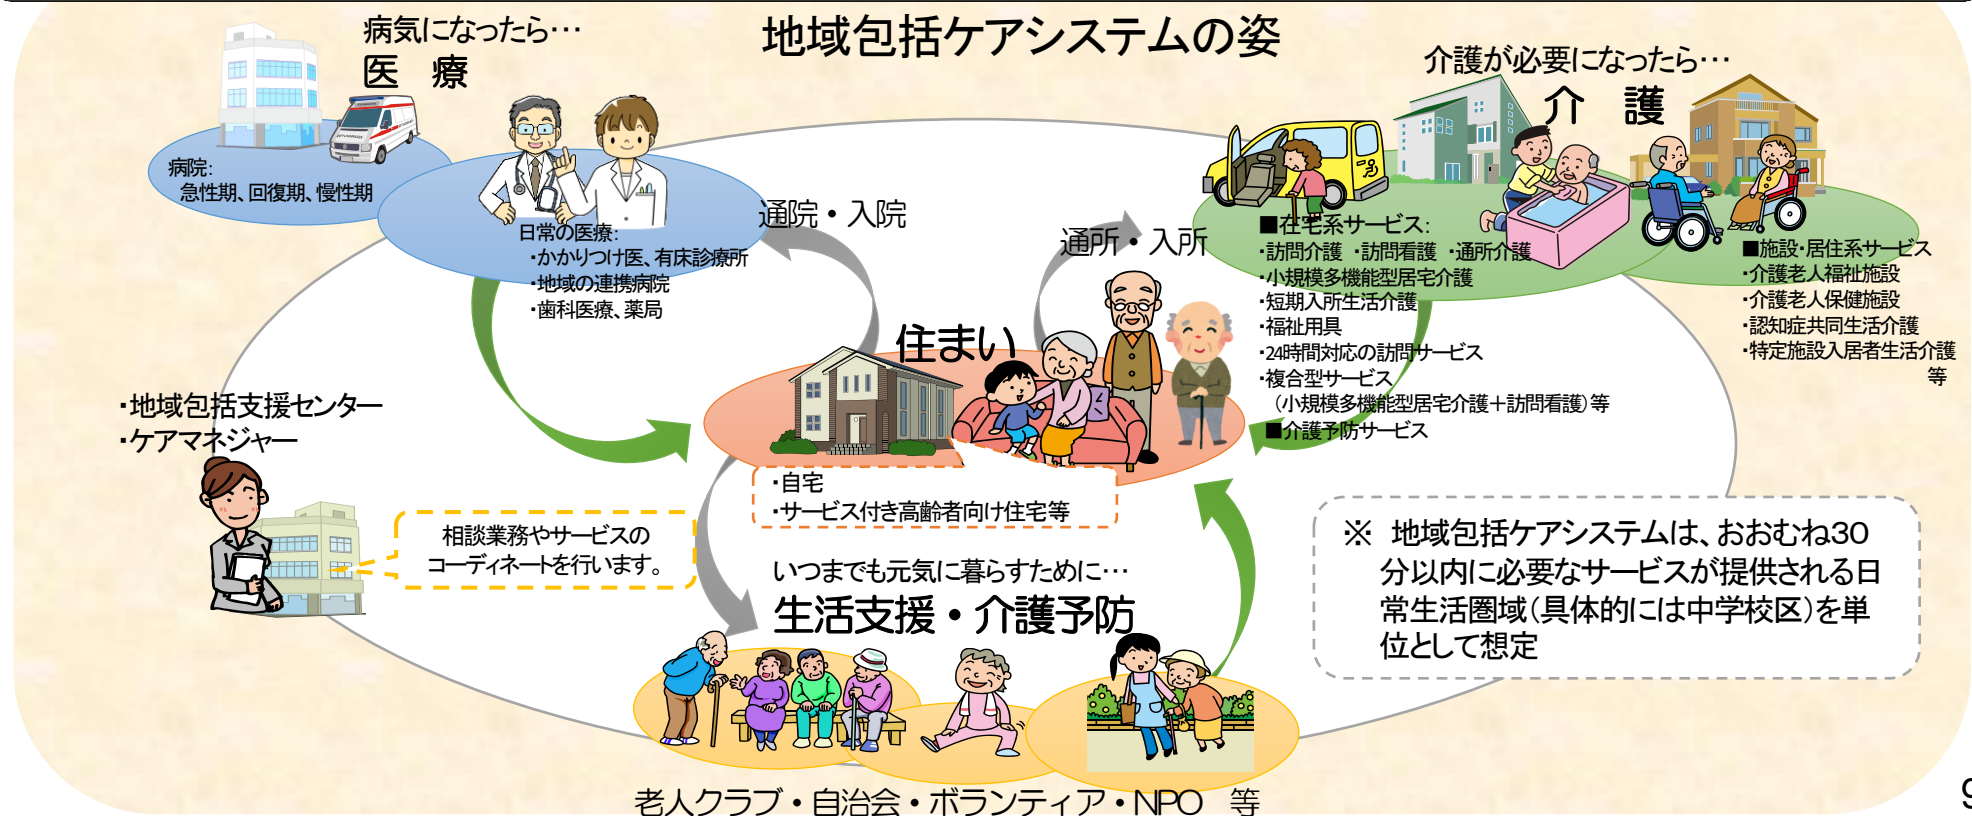 地域包括ケアシステムの姿
病気になったら…
医 療
病院:
急性期、回復期、慢性期
日常の医療:
・かかりつけ医、有床診療所
・地域の連携病院
・歯科医療、薬局
通院・入院
通所・入所
介護が必要になったら…
介 護
■在宅系サービス:
・訪問介護 ・訪問看護 ・通所介護
・小規模多機能型居宅介護
・短期入所生活介護
・福祉用具
・24時間対応の訪問サービス
・複合型サービス
(小規模多機能型居宅介護+訪問看護)等
■介護予防サービス
■施設・居住系サービス
・介護老人福祉施設
・介護老人保健施設
・認知症共同生活介護
・特定施設入居者生活介護
等
住まい
・自宅
・サービス付き高齢者向け住宅等
・地域包括支援センター
・ケアマネジャー
相談業務やサービスの
コーディネートを行います。
いつまでも元気に暮らすために…
生活支援・介護予防
老人クラブ・自治会・ボランティア・NPO 等
※ 地域包括ケアシステムは、おおむね30
分以内に必要なサービスが提供される日
常生活圏域(具体的には中学校区)を単
位として想定
9